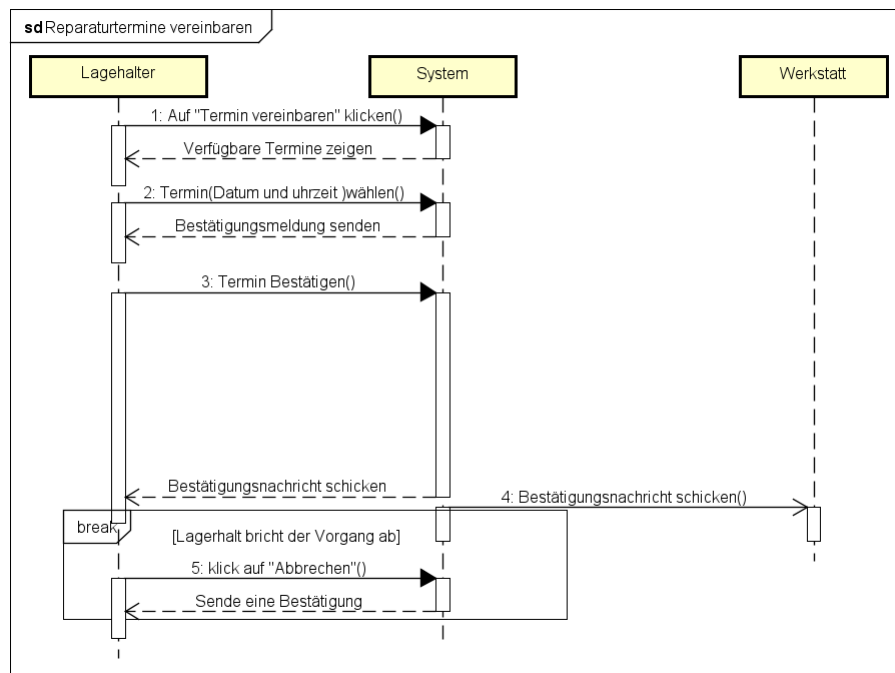 sd Reparaturtermine vereinbaren
Lagehalter
System
Werkstatt
1: Auf "Termin vereinbaren" klicken()
Verfügbare Termine zeigen
2: Termin(Datum und uhrzeit )wählen()
Bestätigungsmeldung senden
3: Termin Bestätigen()
Bestätigungsnachricht schicken
4: Bestätigungsnachricht schicken()
break
[Lagerhalt bricht der Vorgang ab]
5: klick auf "Abbrechen"()
Sende eine Bestätigung